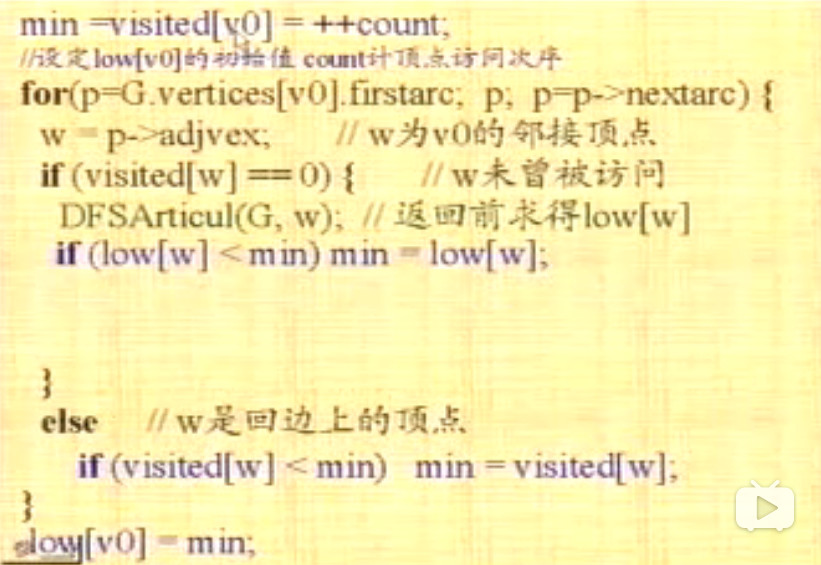 min =visited[v0] = ++count;
//设定low[v0]的初始值 count计顶点访问次序
for(p=G.vertices[v0].firstarc; p; p=p->nextarc) {
w = p->adjvex; // w为v0的邻接顶点
if (visited[w] == 0) { // w未曾被访问
DFSArticul(G, w); // 返回前求得low[w]
if (low[w] < min) min = low[w];
}
else // w是回边上的顶点
if (visited[w] < min) min = visited[w];
}
low[v0] = min;